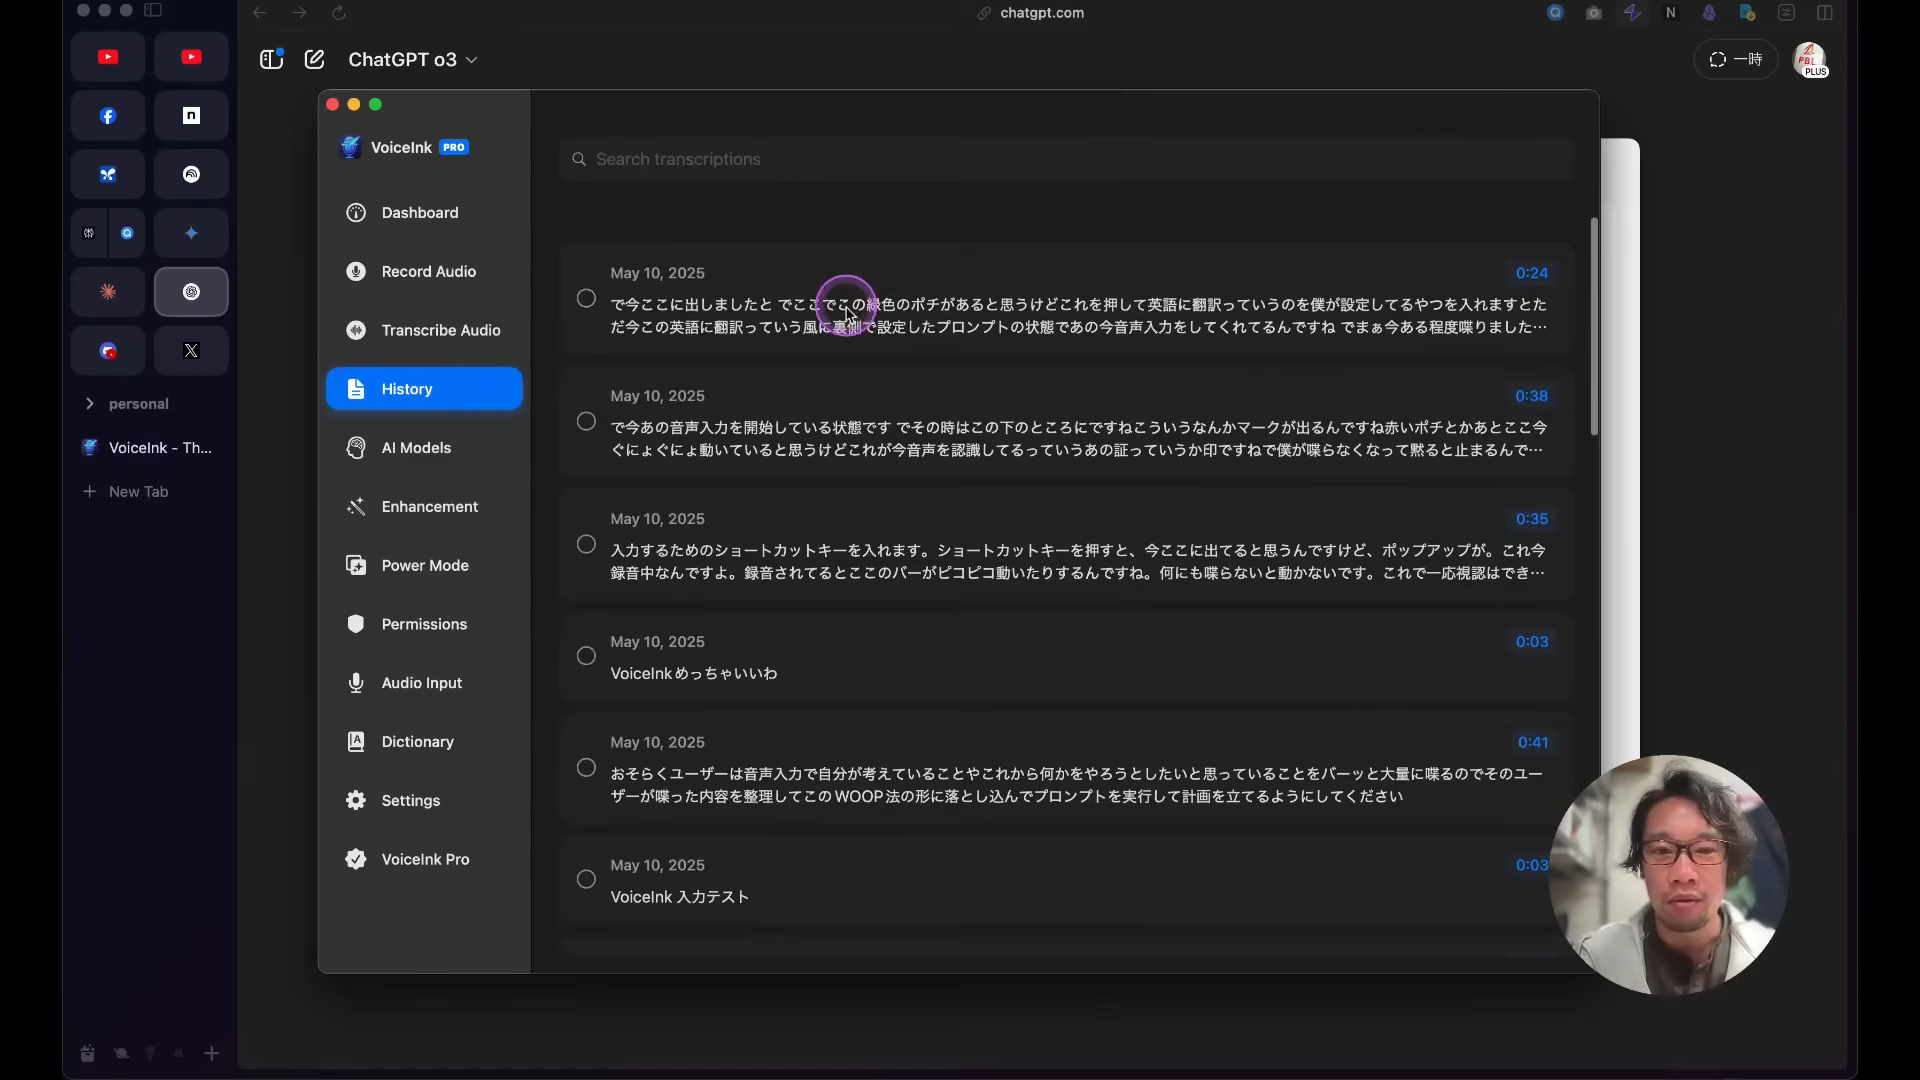 chatgpt.com
ChatGPT o3
一時
PBL
PLUS
VoiceInk PRO
Search transcriptions
Dashboard
Record Audio
Transcribe Audio
History
AI Models
Enhancement
Power Mode
Permissions
Audio Input
Dictionary
Settings
VoiceInk Pro
personal
VoiceInk - Th...
New Tab
May 10, 2025
0:24
で今ここに出しましたと でここでこの緑色のポチがあると思うけどこれを押して英語に翻訳っていうのを僕が設定してるやつを入れますとた
だ今この英語に翻訳っていう風に裏側で設定したプロンプトの状態であの今音声入力をしてくれてるんですね でまぁ今ある程度喋りました…
May 10, 2025
0:38
で今あの音声入力を開始している状態です でその時はこの下のところにですねこういうなんかマークが出るんですね赤いポチとかあとここ今
ぐにょぐにょ動いていると思うけどこれが今音声を認識してるっていうあの証っていうか印ですねで僕が喋らなくなって黙ると止まるんで…
May 10, 2025
0:35
入力するためのショートカットキーを入れます。ショートカットキーを押すと、今ここに出てると思うんですけど、ポップアップが。これ今
録音中なんですよ。録音されてるとここのバーがピコピコ動いたりするんですね。何にも喋らないと動かないです。これで一応視認はでき…
May 10, 2025
0:03
VoiceInkめっちゃいいわ
May 10, 2025
0:41
おそらくユーザーは音声入力で自分が考えていることやこれから何かをやろうとしたいと思っていることをバーッと大量に喋るのでそのユー
ザーが喋った内容を整理してこのWOOP法の形に落とし込んでプロンプトを実行して計画を立てるようにしてください
May 10, 2025
0:03
VoiceInk 入力テスト